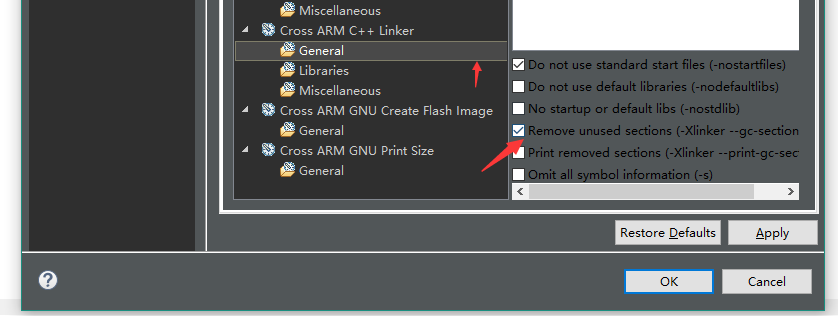 Miscellaneous
Cross ARM C++ Linker
General
Libraries
Miscellaneous
Cross ARM GNU Create Flash Image
General
Cross ARM GNU Print Size
General
Do not use standard start files (-nostartfiles)
Do not use default libraries (-nodefaultlibs)
No startup or default libs (-nostdlib)
Remove unused sections (-Xlinker --gc-section
Print removed sections (-Xlinker --print-gc-sect
Omit all symbol information (-s)
Restore Defaults
Apply
?
OK
Cancel